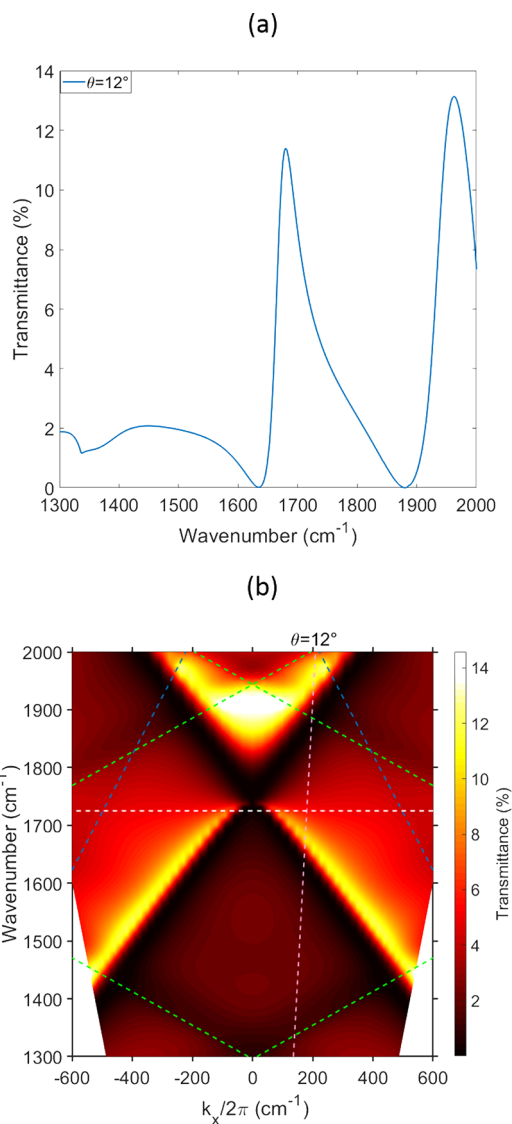 (a)
14
θ=12°
12
10
8
6
4
2
0
Transmittance (%)
1300 1400 1500 1600 1700 1800 1900 2000
Wavenumber (cm-1)
(b)
θ=12°
2000
1900
1800
1700
1600
1500
1400
1300
Wavenumber (cm-1)
-600 -400 -200 0 200 400 600
kx/2π (cm-1)
14
12
10
8
6
4
2
Transmittance (%)